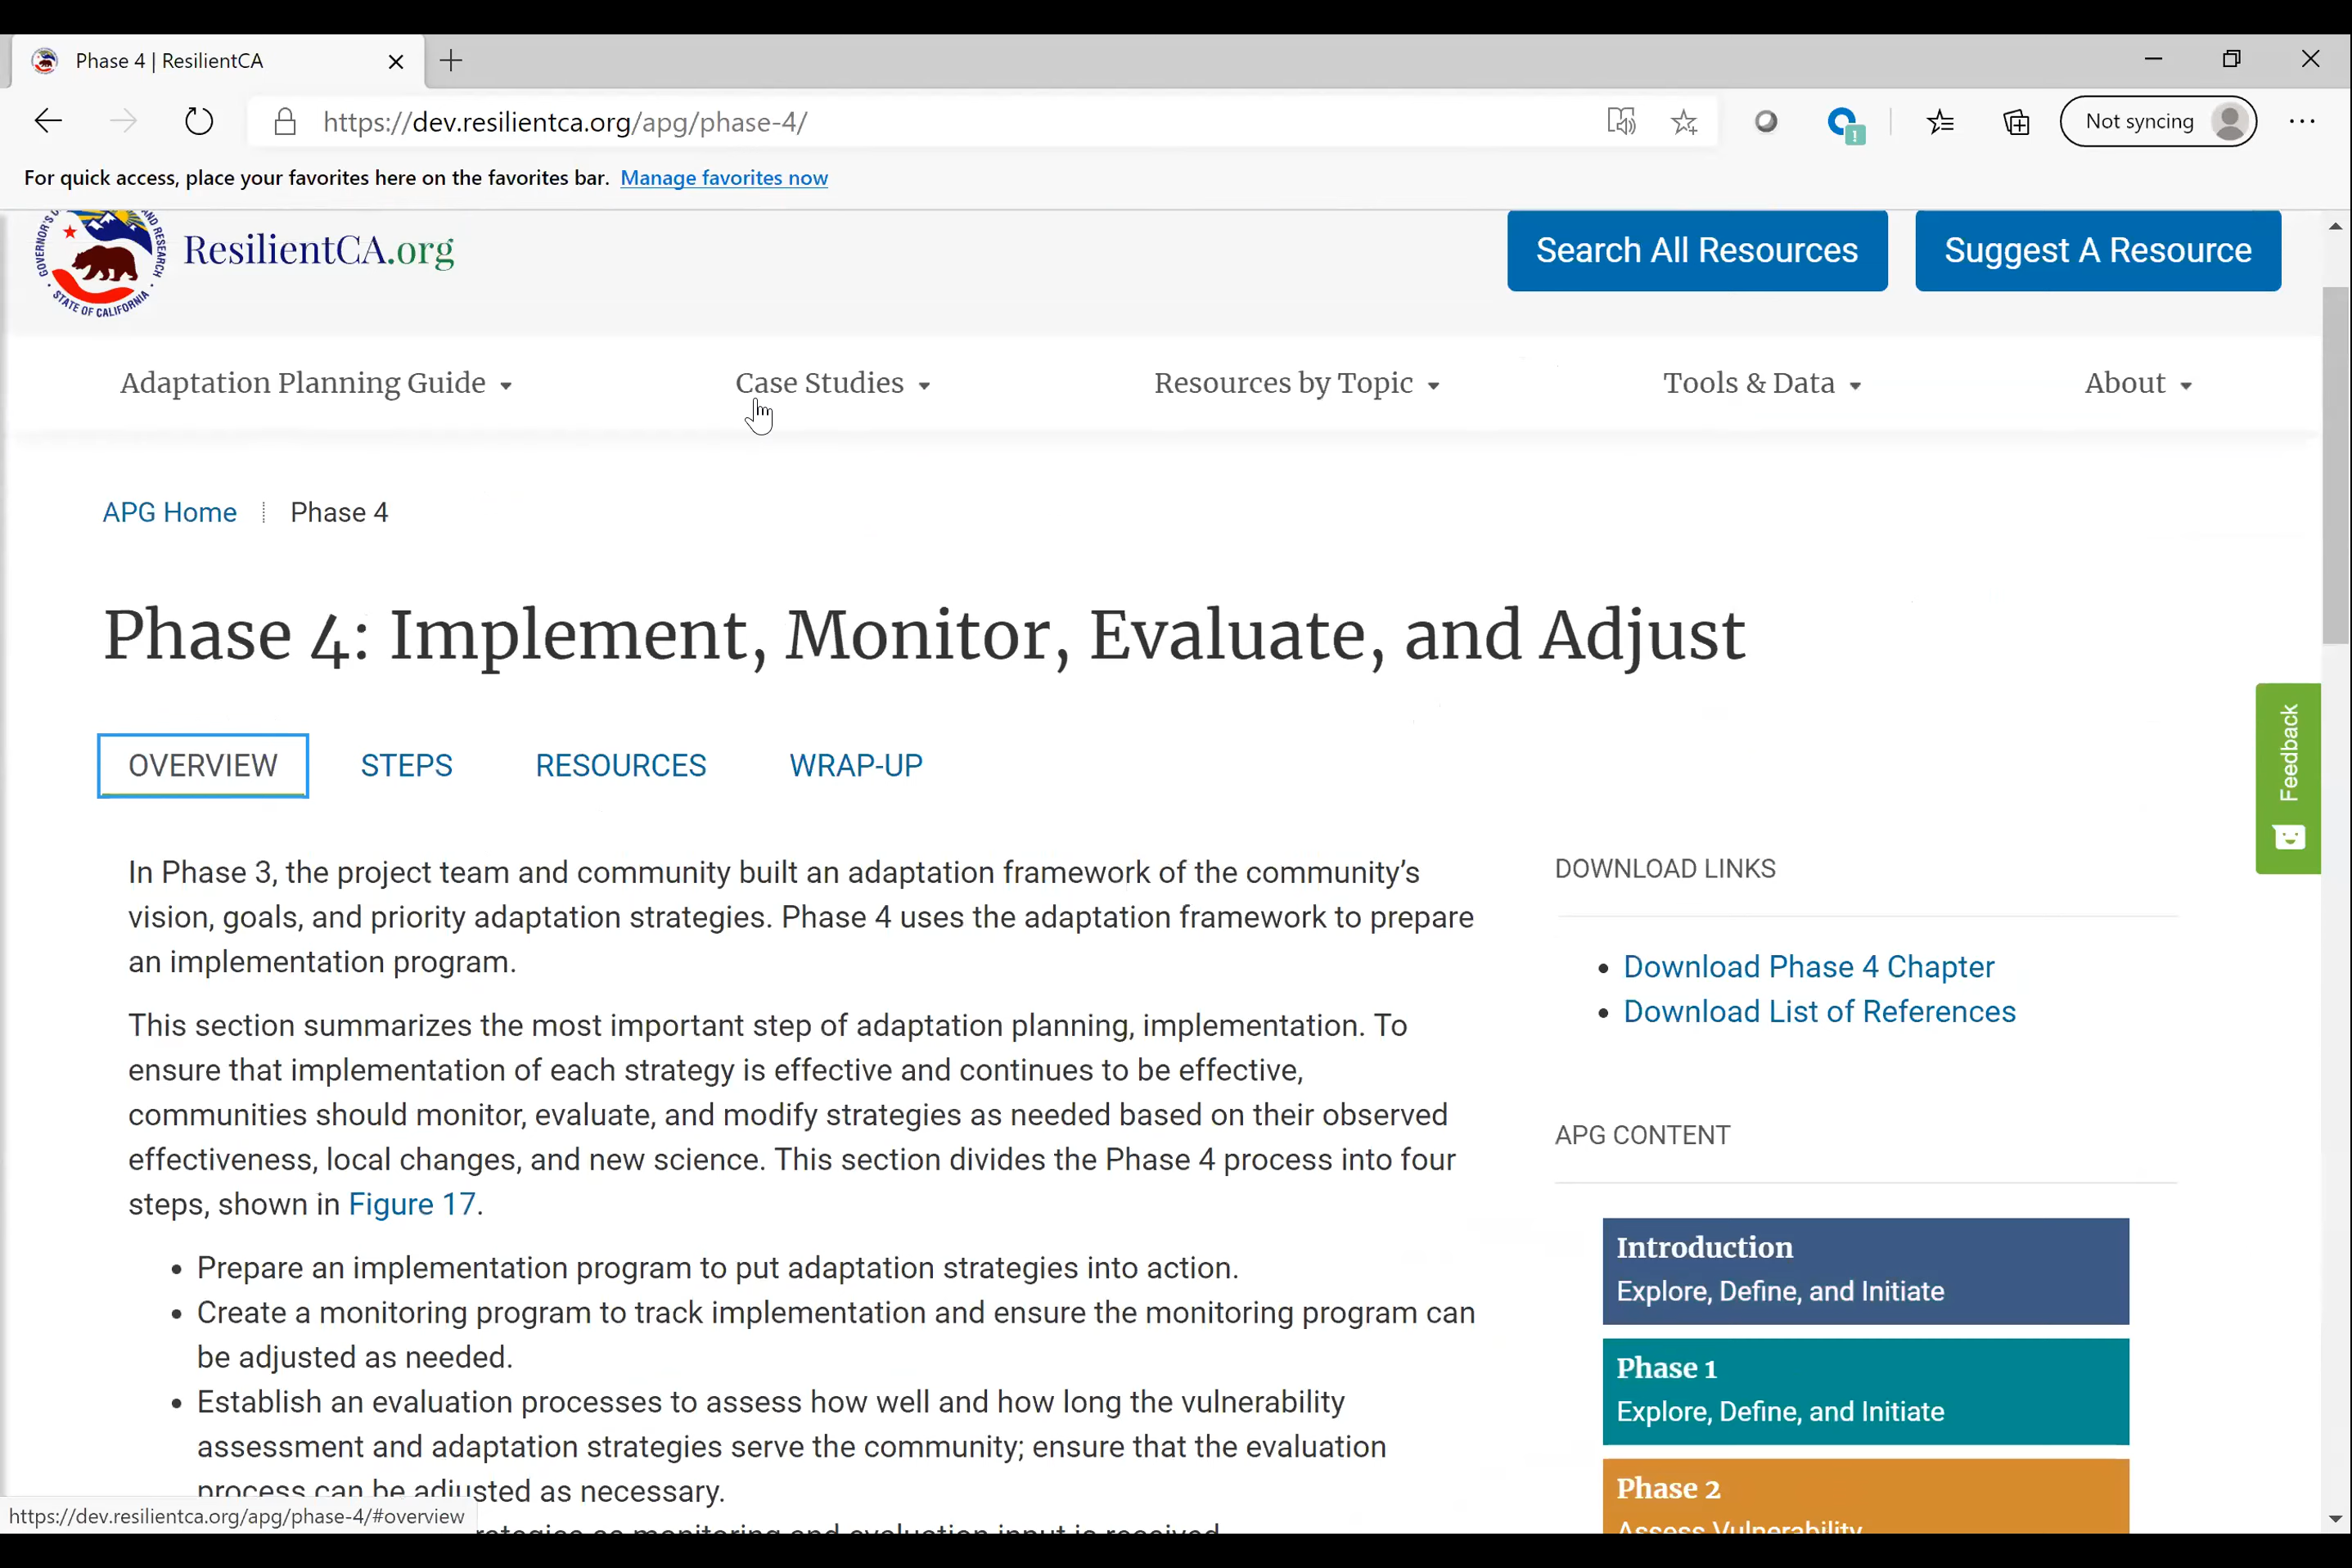 Phase 4 | ResilientCA
https://dev.resilientca.org/apg/phase-4/
Not syncing
For quick access, place your favorites here on the favorites bar. Manage favorites now
STATE OF CALIFORNIA
ResilientCA.org
Search All Resources
Suggest A Resource
Adaptation Planning Guide
Case Studies
Resources by Topic
Tools & Data
About
APG Home
Phase 4
Phase 4: Implement, Monitor, Evaluate, and Adjust
OVERVIEW
STEPS
RESOURCES
WRAP-UP
Feedback
In Phase 3, the project team and community built an adaptation framework of the community’s
vision, goals, and priority adaptation strategies. Phase 4 uses the adaptation framework to prepare
an implementation program.
This section summarizes the most important step of adaptation planning, implementation. To
ensure that implementation of each strategy is effective and continues to be effective,
communities should monitor, evaluate, and modify strategies as needed based on their observed
effectiveness, local changes, and new science. This section divides the Phase 4 process into four
steps, shown in Figure 17.
• Prepare an implementation program to put adaptation strategies into action.
• Create a monitoring program to track implementation and ensure the monitoring program can
be adjusted as needed.
• Establish an evaluation processes to assess how well and how long the vulnerability
assessment and adaptation strategies serve the community; ensure that the evaluation
process can be adjusted as necessary.
monitoring and evaluation input is received.
https://dev.resilientca.org/apg/phase-4/#overview
DOWNLOAD LINKS
• Download Phase 4 Chapter
• Download List of References
APG CONTENT
Introduction
Explore, Define, and Initiate
Phase 1
Explore, Define, and Initiate
Phase 2
Assess Vulnerability